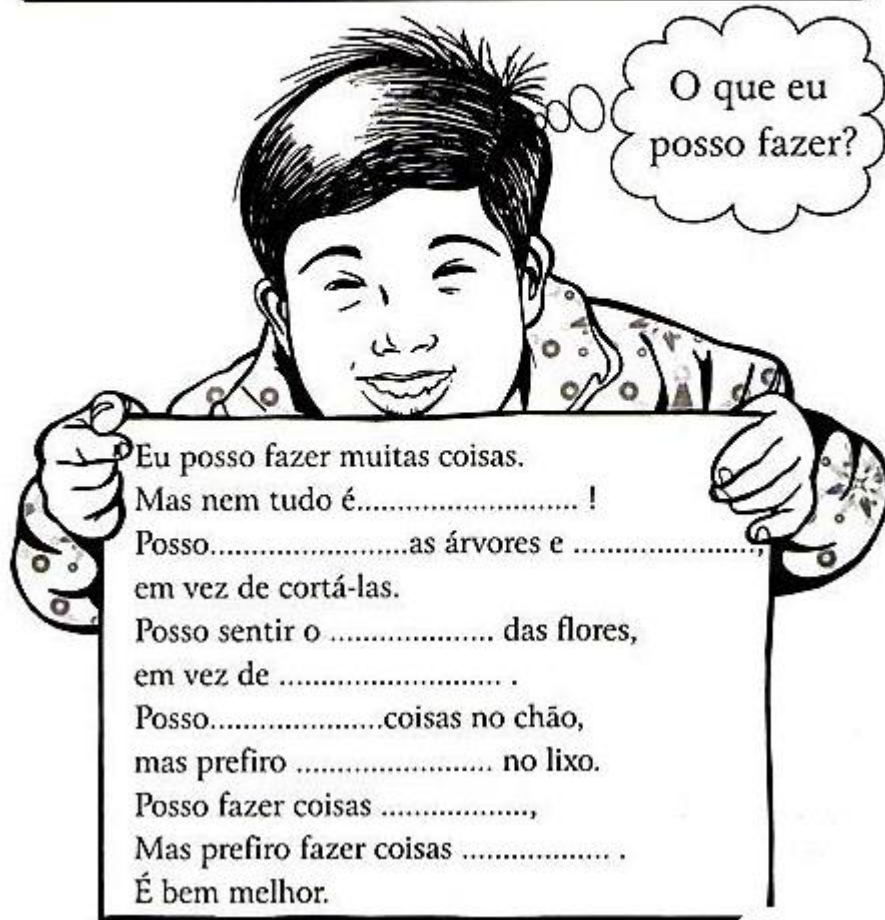 O que eu
posso fazer?
Eu posso fazer muitas coisas.
Mas nem tudo é............................ !
Posso.........................as árvores e ........................,
em vez de cortá-las.
Posso sentir o ..................... das flores,
em vez de ............................ .
Posso......................coisas no chão,
mas prefiro ......................... no lixo.
Posso fazer coisas ...................,
Mas prefiro fazer coisas ................... .
É bem melhor.